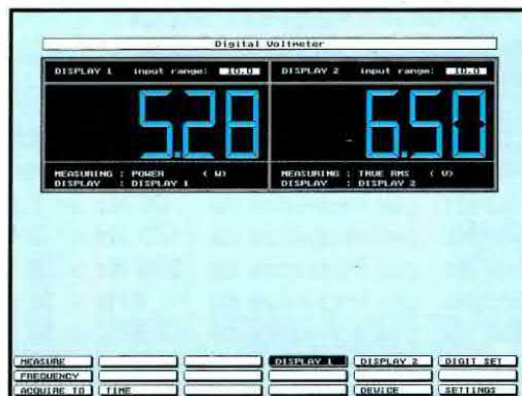 Digital Voltmeter
DISPLAY 1 input range: 10.0
DISPLAY 2 input range: 10.0
5.28
6.50
MEASURING : POWER ( W)
DISPLAY : DISPLAY 1
MEASURING : TRUE RMS ( V)
DISPLAY : DISPLAY 2
MEASURE DISPLAY 1 DISPLAY 2 DIGIT SET
FREQUENCY
ACQUIRE TO TIME DEVICE SETTINGS